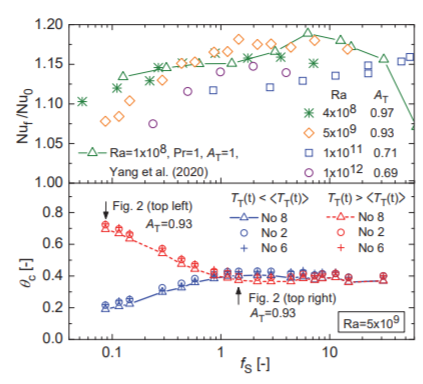 Nu_f /Nu_0
1.20
1.15
1.10
1.05
1.00
Ra A_T
4x10^8 0.97
5x10^9 0.93
1x10^11 0.71
1x10^12 0.69
Ra=1x10^8, Pr=1, A_T=1,
Yang et al. (2020)
θ_c [-]
0.8
0.6
0.4
0.2
0.0
Fig. 2 (top left)
A_T=0.93
T_T(t) < ⟨T_T(t)⟩ T_T(t) > ⟨T_T(t)⟩
No 8 No 8
No 2 No 2
No 6 No 6
Fig. 2 (top right)
A_T=0.93
Ra=5x10^9
0.1 1 10
f_S [-]